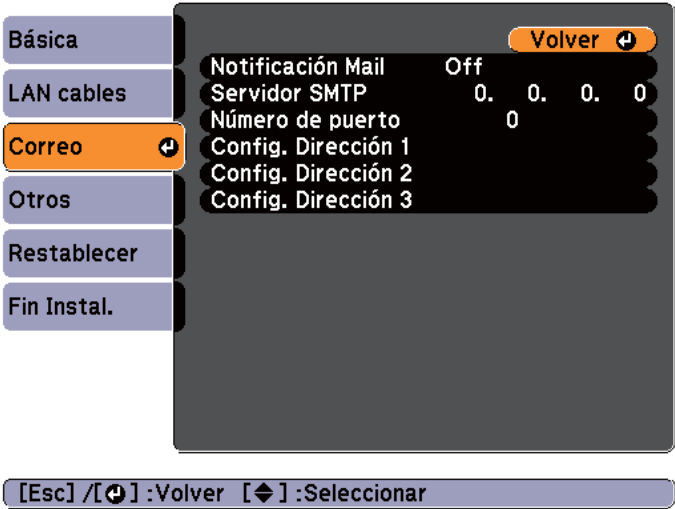 Básica
LAN cables
Correo
Otros
Restablecer
Fin Instal.
Volver
Notificación Mail Off
Servidor SMTP 0. 0. 0. 0
Número de puerto 0
Config. Dirección 1
Config. Dirección 2
Config. Dirección 3
[Esc] /[⏎] :Volver [◆] :Seleccionar